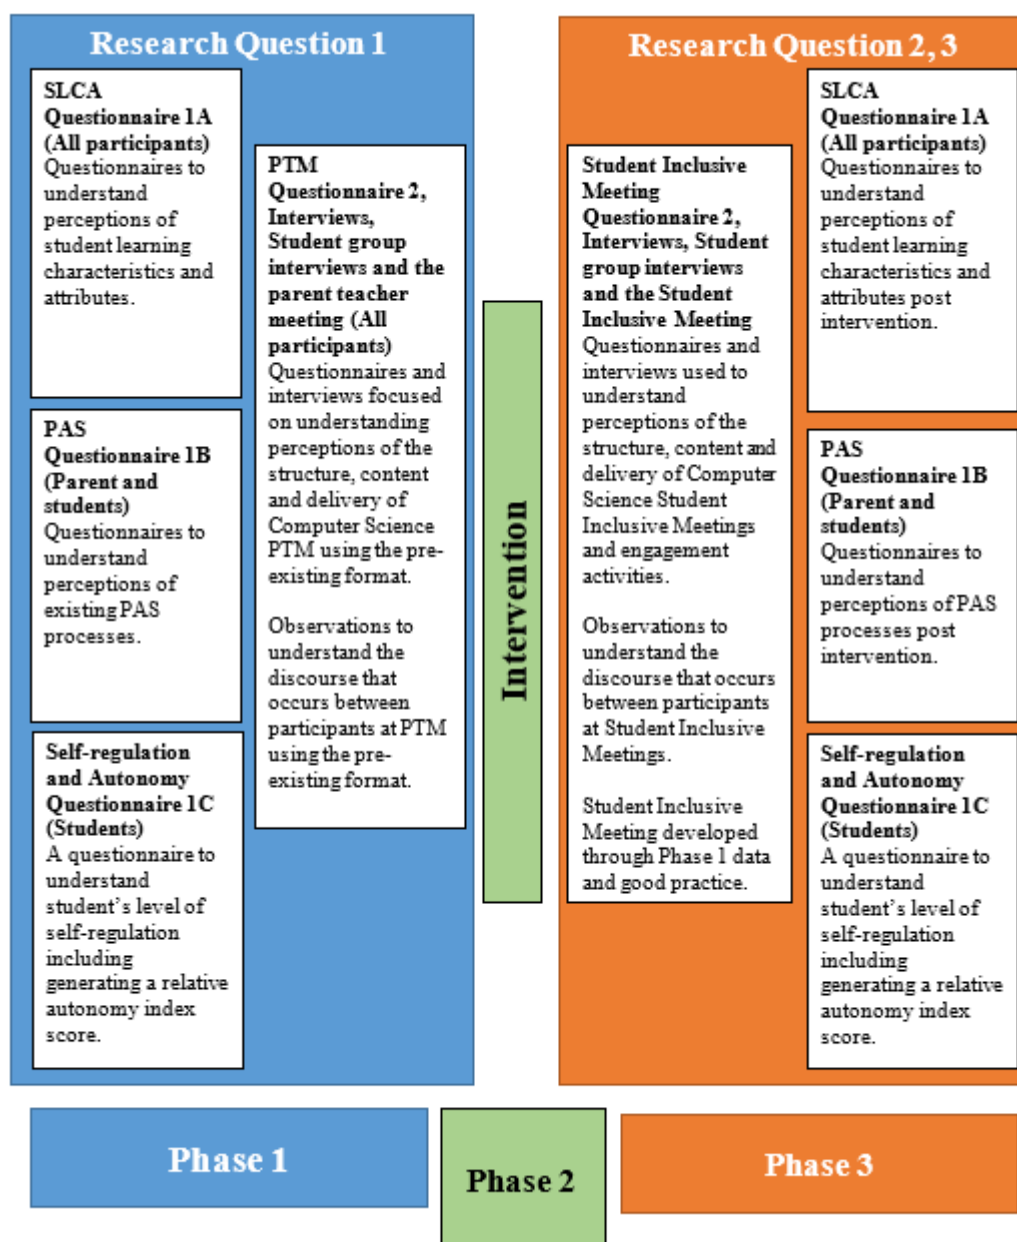 Research Question 1
SLCA
Questionnaire 1A
(All participants)
Questionnaires to
understand
perceptions of
student learning
characteristics and
attributes.
PAS
Questionnaire 1B
(Parent and
students)
Questionnaires to
understand
perceptions of
existing PAS
processes.
Self-regulation
and Autonomy
Questionnaire 1C
(Students)
A questionnaire to
understand
student’s level of
self-regulation
including
generating a relative
autonomy index
score.
PTM
Questionnaire 2,
Interviews,
Student group
interviews and the
parent teacher
meeting (All
participants)
Questionnaires and
interviews focused
on understanding
perceptions of the
structure, content
and delivery of
Computer Science
PTM using the pre-
existing format.
Observations to
understand the
discourse that
occurs between
participants at PTM
using the pre-
existing format.
Intervention
Research Question 2, 3
Student Inclusive
Meeting
Questionnaire 2,
Interviews, Student
group interviews
and the Student
Inclusive Meeting
Questionnaires and
interviews used to
understand
perceptions of the
structure, content and
delivery of Computer
Science Student
Inclusive Meetings
and engagement
activities.
Observations to
understand the
discourse that occurs
between participants
at Student Inclusive
Meetings.
Student Inclusive
Meeting developed
through Phase 1 data
and good practice.
SLCA
Questionnaire 1A
(All participants)
Questionnaires to
understand
perceptions of
student learning
characteristics and
attributes post
intervention.
PAS
Questionnaire 1B
(Parent and
students)
Questionnaires to
understand
perceptions of PAS
processes post
intervention.
Self-regulation
and Autonomy
Questionnaire 1C
(Students)
A questionnaire to
understand
student’s level of
self-regulation
including
generating a relative
autonomy index
score.
Phase 1
Phase 2
Phase 3